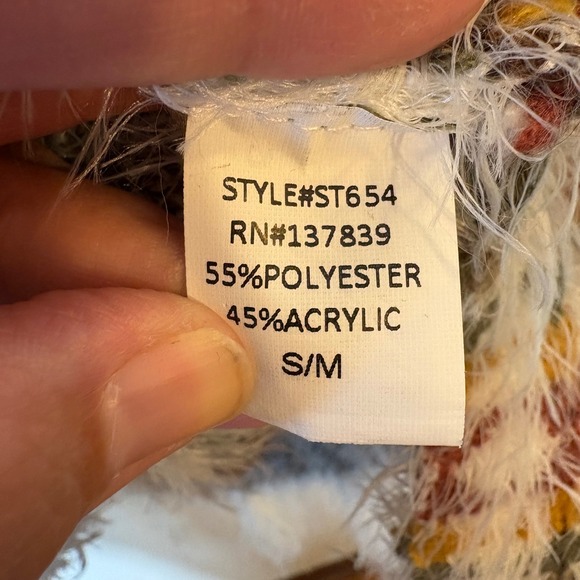 STYLE#ST654
RN#137839
55%POLYESTER
45%ACRYLIC
S/M